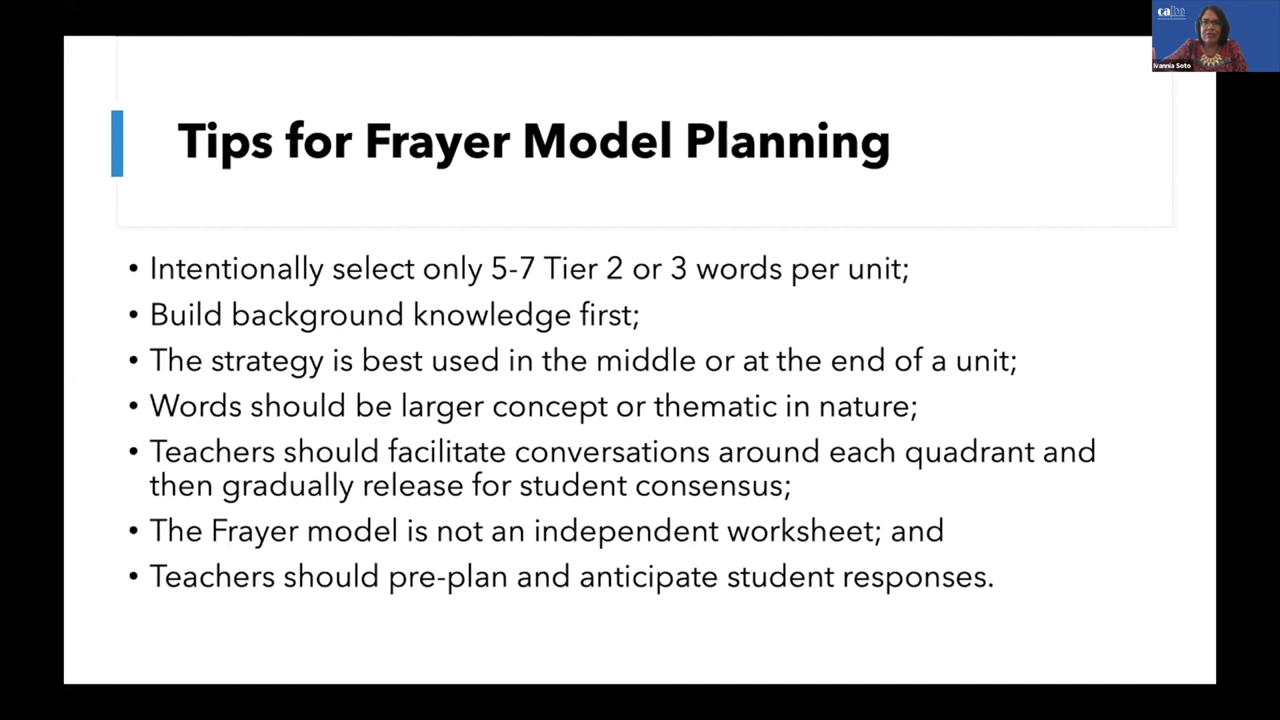 cabe
Ivannia Soto
Tips for Frayer Model Planning
• Intentionally select only 5-7 Tier 2 or 3 words per unit;
• Build background knowledge first;
• The strategy is best used in the middle or at the end of a unit;
• Words should be larger concept or thematic in nature;
• Teachers should facilitate conversations around each quadrant and
then gradually release for student consensus;
• The Frayer model is not an independent worksheet; and
• Teachers should pre-plan and anticipate student responses.